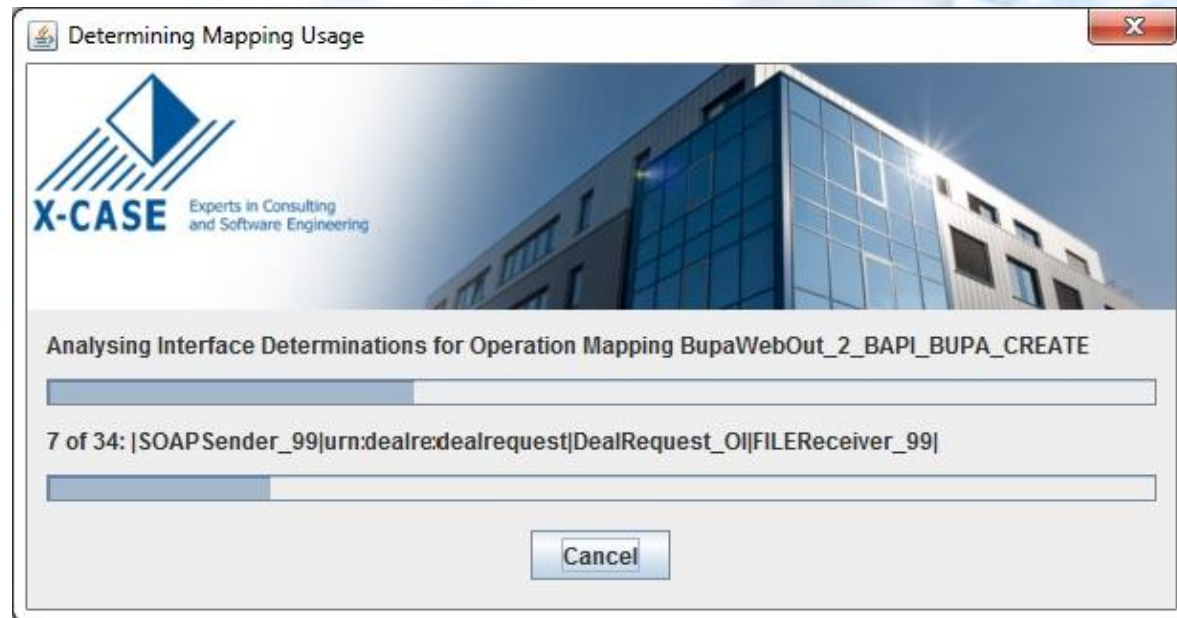 Determining Mapping Usage
X-CASE
Experts in Consulting
and Software Engineering
Analysing Interface Determinations for Operation Mapping BupaWebOut_2_BAPI_BUPA_CREATE
7 of 34: |SOAPSender_99|urn:dealre:dealrequest|DealRequest_OI||FILEReceiver_99|
Cancel